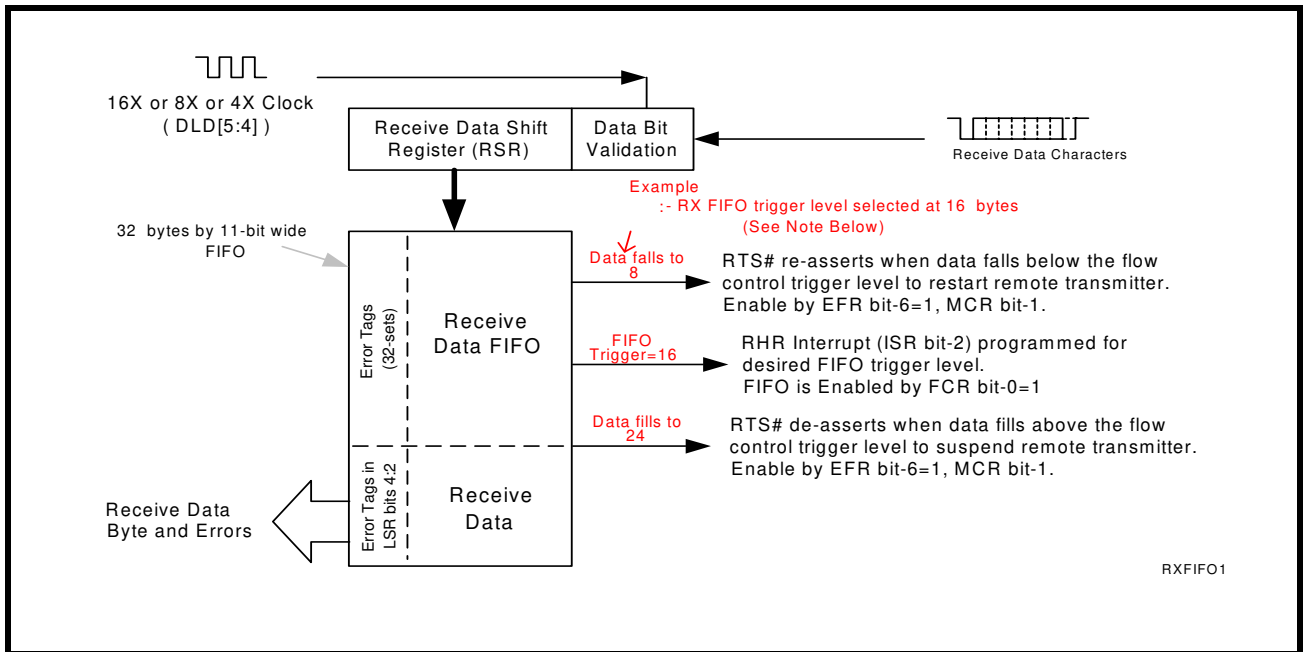 16X or 8X or 4X Clock
( DLD[5:4] )
Receive Data Shift
Register (RSR)
Data Bit
Validation
Receive Data Characters
Example
:- RX FIFO trigger level selected at 16 bytes
(See Note Below)
32 bytes by 11-bit wide
FIFO
Data falls to
8
RTS# re-asserts when data falls below the flow
control trigger level to restart remote transmitter.
Enable by EFR bit-6=1, MCR bit-1.
Error Tags
(32-sets)
Receive
Data FIFO
FIFO
Trigger=16
RHR Interrupt (ISR bit-2) programmed for
desired FIFO trigger level.
FIFO is Enabled by FCR bit-0=1
Data fills to
24
RTS# de-asserts when data fills above the flow
control trigger level to suspend remote transmitter.
Enable by EFR bit-6=1, MCR bit-1.
Error Tags in
LSR bits 4:2
Receive
Data
Receive Data
Byte and Errors
RXFIFO1